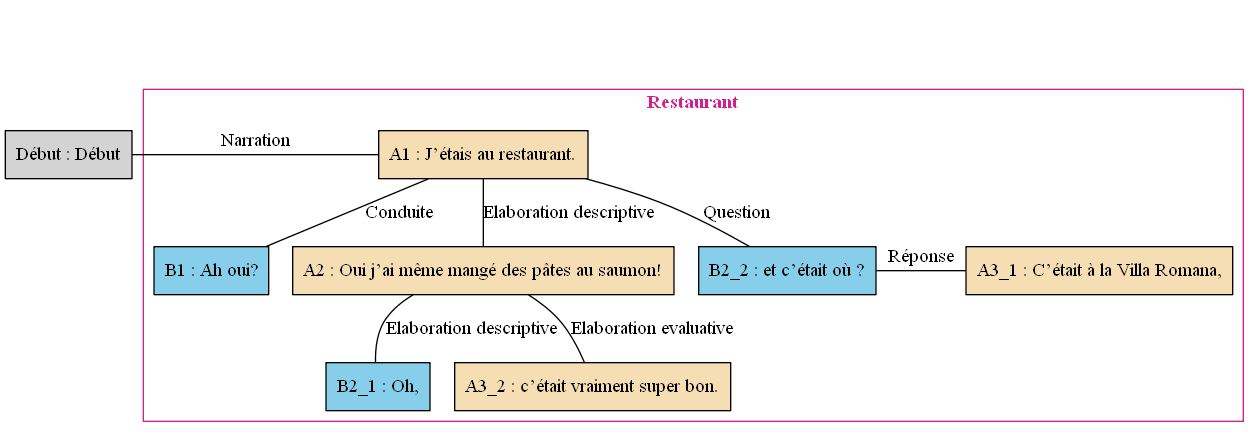 Restaurant
Narration
Début : Début
A1 : J'étais au restaurant.
Conduite
Elaboration descriptive
Question
B1 : Ah oui?
A2 : Oui j'ai même mangé des pâtes au saumon!
B2_2 : et c'était où ?
Réponse
A3_1 : C'était à la Villa Romana,
Elaboration descriptive
Elaboration evaluative
B2_1 : Oh,
A3_2 : c'était vraiment super bon.